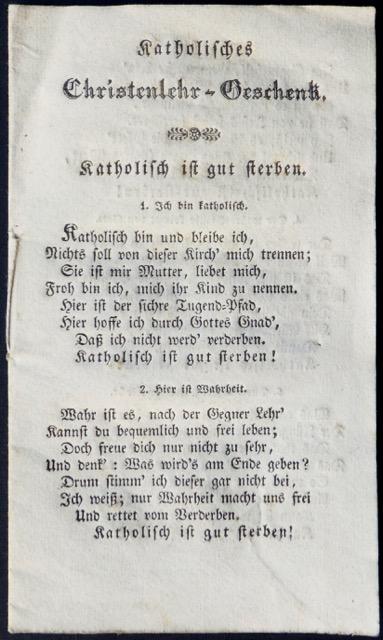 Katholisches
Christenlehr-Geschenk.
Katholisch ist gut sterben.
1. Ich bin katholisch.
Katholisch bin und bleibe ich,
Nichts soll von dieser Kirch' mich trennen;
Sie ist mir Mutter, liebet mich,
Froh bin ich, mich ihr Kind zu nennen.
Hier ist der sichre Tugend-Pfad,
Hier hoffe ich durch Gottes Gnad',
Daß ich nicht werd' verderben.
Katholisch ist gut sterben!
2. Hier ist Wahrheit.
Wahr ist es, nach der Gegner Lehr'
Kannst du bequemlich und frei leben;
Doch freue dich nur nicht zu sehr,
Und denk': Was wird's am Ende geben?
Drum stimm' ich dieser gar nicht bei,
Ich weiß; nur Wahrheit macht uns frei
Und rettet vom Verderben.
Katholisch ist gut sterben!